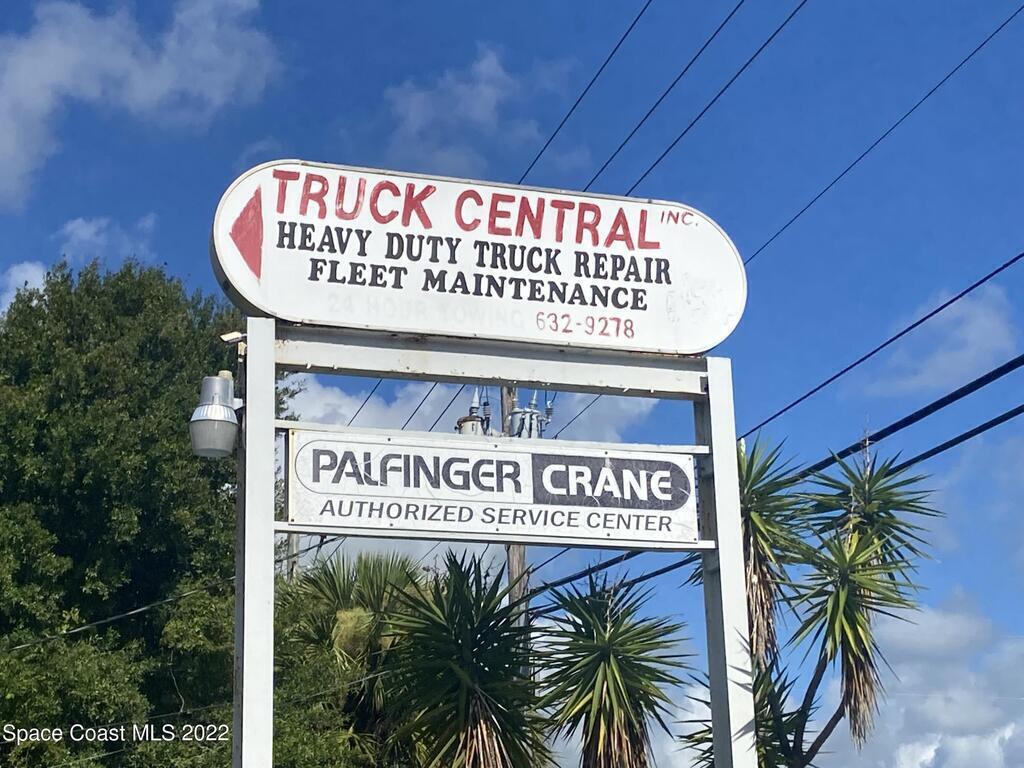 TRUCK CENTRAL INC.
HEAVY DUTY TRUCK REPAIR
FLEET MAINTENANCE
24 HOUR TOWING 632-9278
PALFINGER CRANE
AUTHORIZED SERVICE CENTER
Space Coast MLS 2022